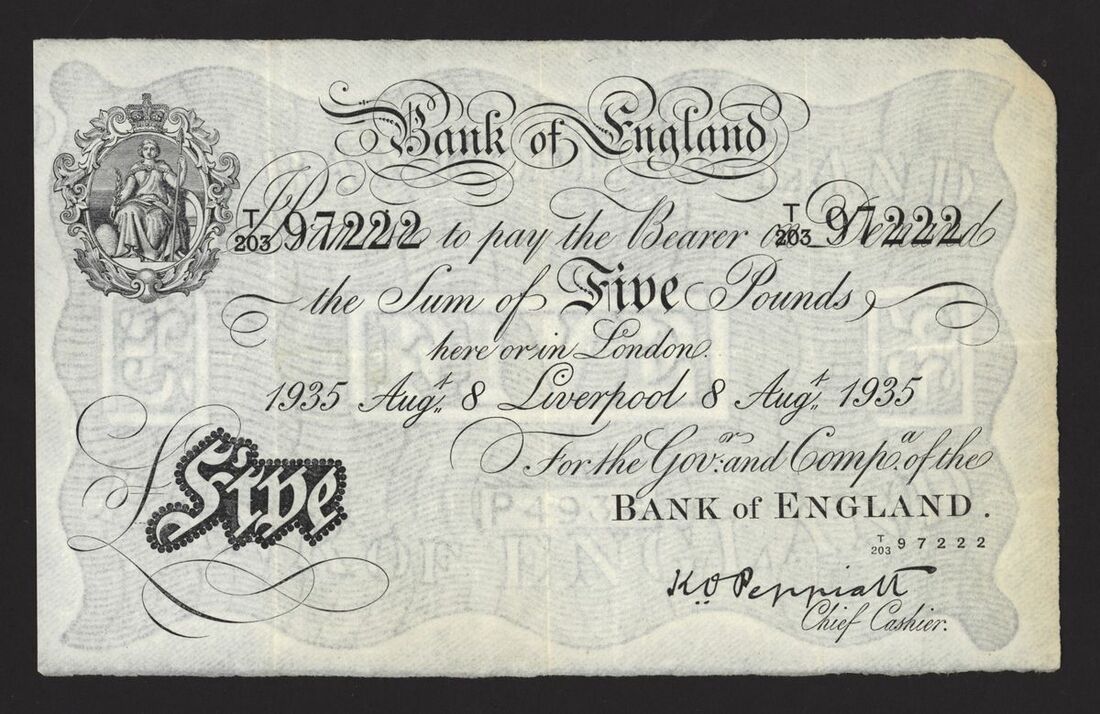 Bank of England
T/203 97222 to pay the Bearer on Demand T/203 97222
the Sum of Five Pounds
here or in London.
1935 Augt. 8 Liverpool 8 Augt. 1935
For the Govr. and Compa. of the
BANK of ENGLAND.
£ Five
T/203 97222
K.O. Peppiatt
Chief Cashier.